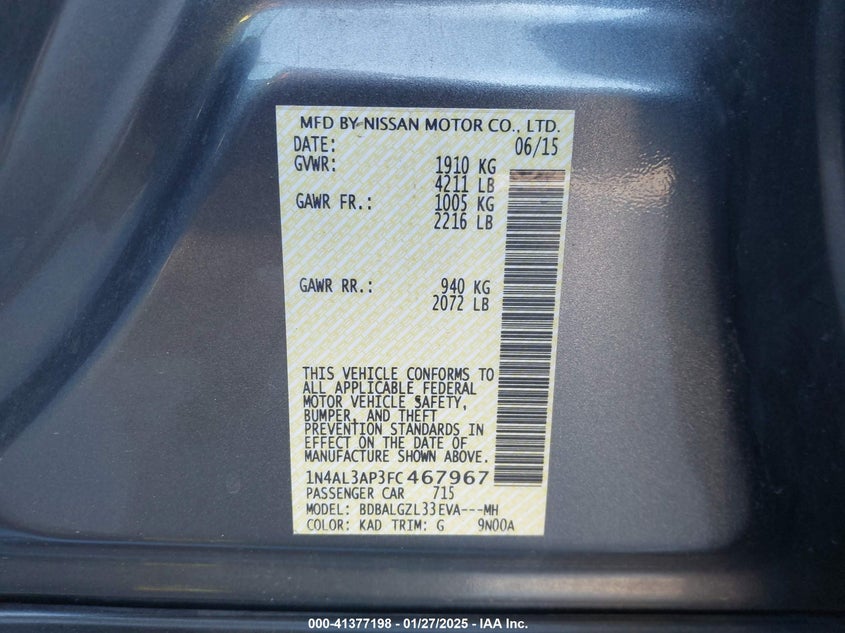 MFD BY NISSAN MOTOR CO., LTD.
DATE: 06/15
GVWR: 1910 KG
4211 LB
GAWR FR.: 1005 KG
2216 LB
GAWR RR.: 940 KG
2072 LB
THIS VEHICLE CONFORMS TO
ALL APPLICABLE FEDERAL
MOTOR VEHICLE SAFETY,
BUMPER, AND THEFT
PREVENTION STANDARDS IN
EFFECT ON THE DATE OF
MANUFACTURE SHOWN ABOVE.
1N4AL3AP3FC467967
PASSENGER CAR 715
MODEL: BDBALGZL33EVA---MH
COLOR: KAD TRIM: G 9N00A
000-41377198 - 01/27/2025 - IAA Inc.